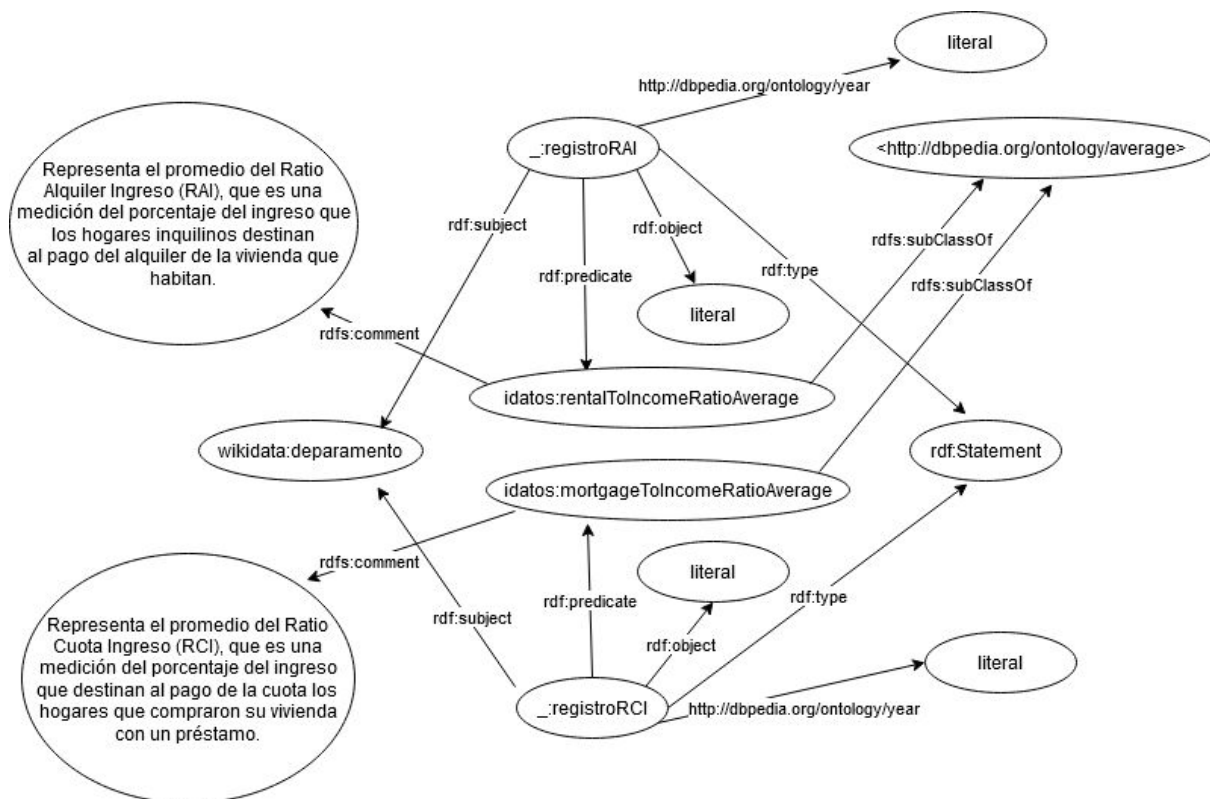 literal
http://dbpedia.org/ontology/year
_:registroRAI
<http://dbpedia.org/ontology/average>
Representa el promedio del Ratio
Alquiler Ingreso (RAI), que es una
medición del porcentaje del ingreso que
los hogares inquilinos destinan
al pago del alquiler de la vivienda que
habitan.
rdf:subject
rdf:object
rdf:predicate
rdfs:subClassOf
rdf:type
rdfs:subClassOf
literal
rdfs:comment
idatos:rentalToIncomeRatioAverage
wikidata:deparamento
rdf:Statement
idatos:mortgageToIncomeRatioAverage
rdfs:comment
literal
rdf:predicate
rdf:type
rdf:subject
rdf:object
Representa el promedio del Ratio
Cuota Ingreso (RCI), que es una
medición del porcentaje del ingreso
que destinan al pago de la cuota los
hogares que compraron su vivienda
con un préstamo.
literal
_:registroRCI
http://dbpedia.org/ontology/year